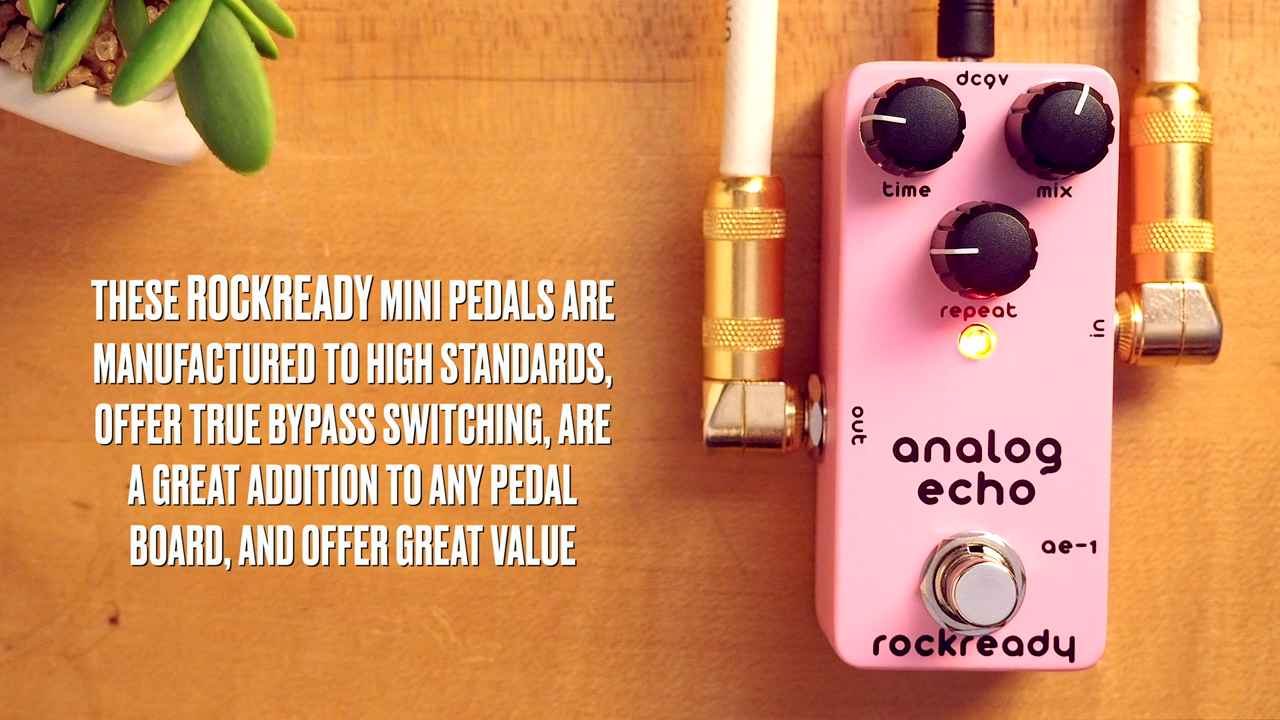 THESE ROCKREADY MINI PEDALS ARE
MANUFACTURED TO HIGH STANDARDS,
OFFER TRUE BYPASS SWITCHING, ARE
A GREAT ADDITION TO ANY PEDAL
BOARD, AND OFFER GREAT VALUE
dc9v
time
mix
repeat
in
out
analog
echo
ae-1
rockready